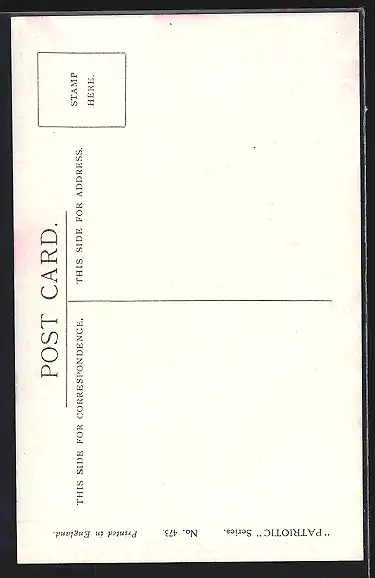 POST CARD.
THIS SIDE FOR CORRESPONDENCE.
THIS SIDE FOR ADDRESS.
STAMP
HERE.
"PATRIOTIC" Series. No. 473. Printed in England.